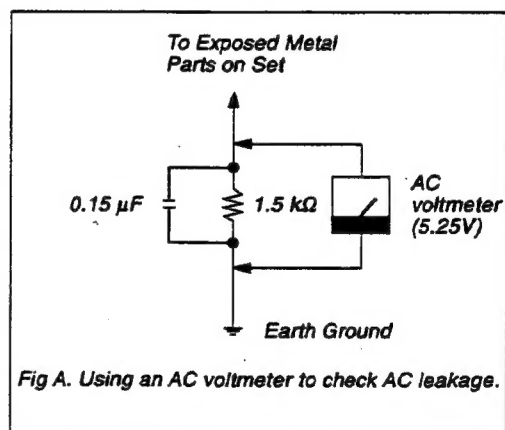 To Exposed Metal
Parts on Set
0.15 μF
1.5 kΩ
AC
voltmeter
(5.25V)
Earth Ground
Fig A. Using an AC voltmeter to check AC leakage.